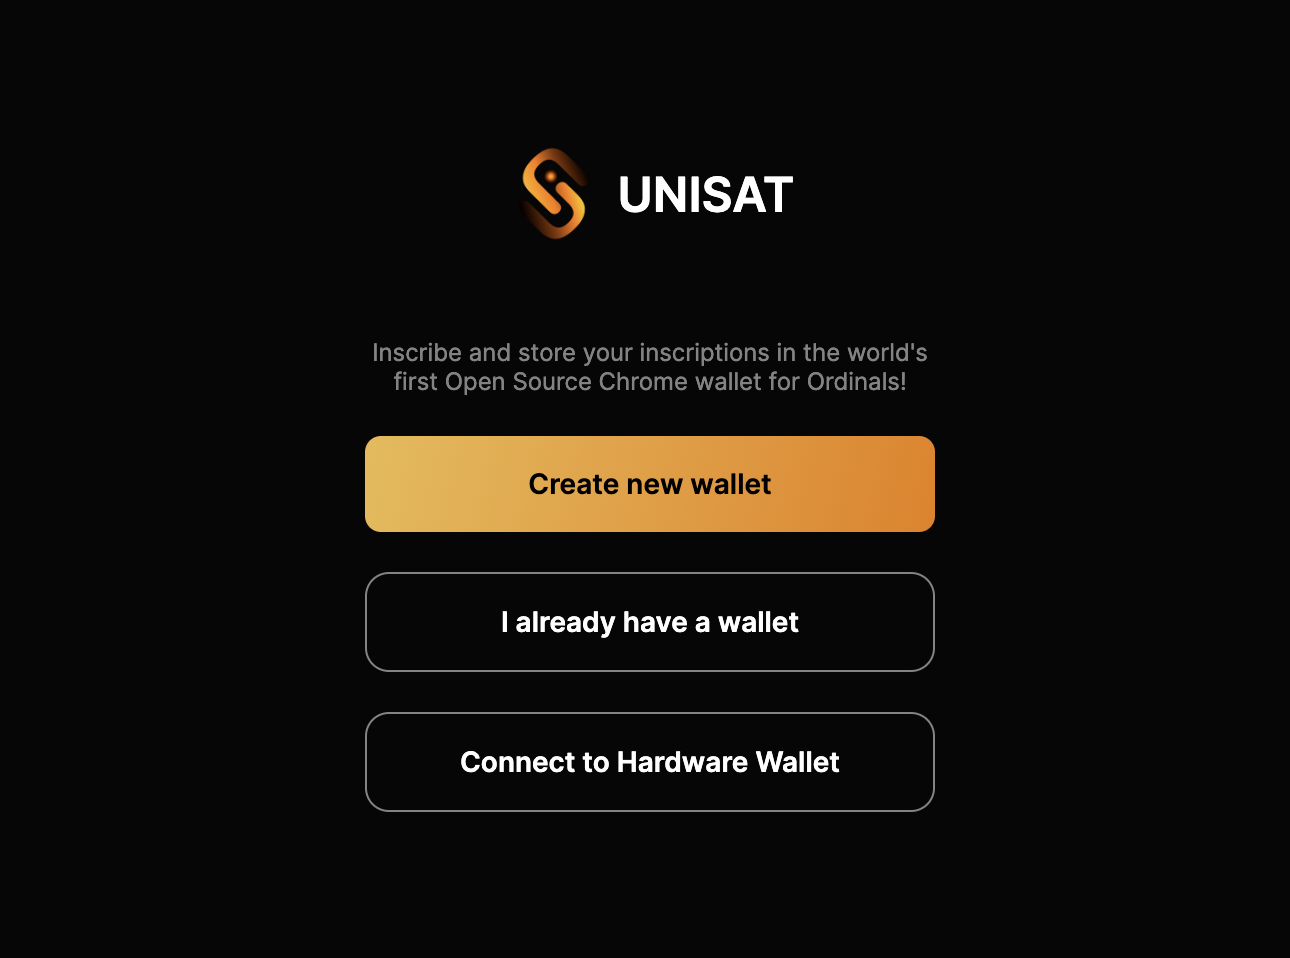 UNISAT
Inscribe and store your inscriptions in the world's
first Open Source Chrome wallet for Ordinals!
Create new wallet
I already have a wallet
Connect to Hardware Wallet